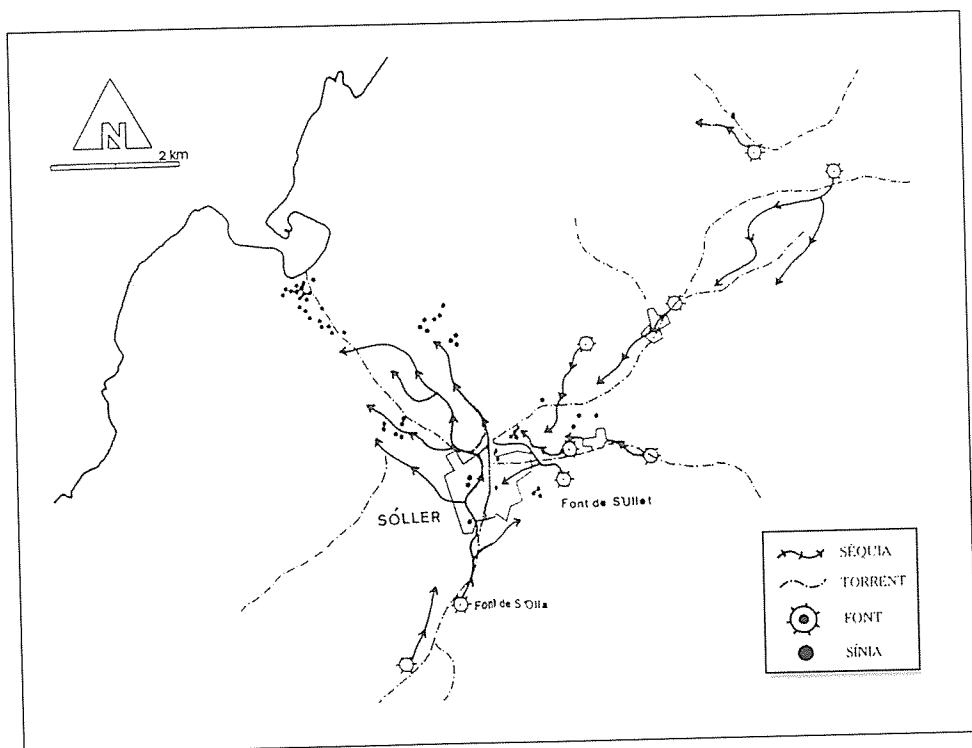 N
2 km
SÓLLER
Font de S'Ullet
Font de S'Olla
SÉQUIA
TORRENT
FONT
SÍNIA